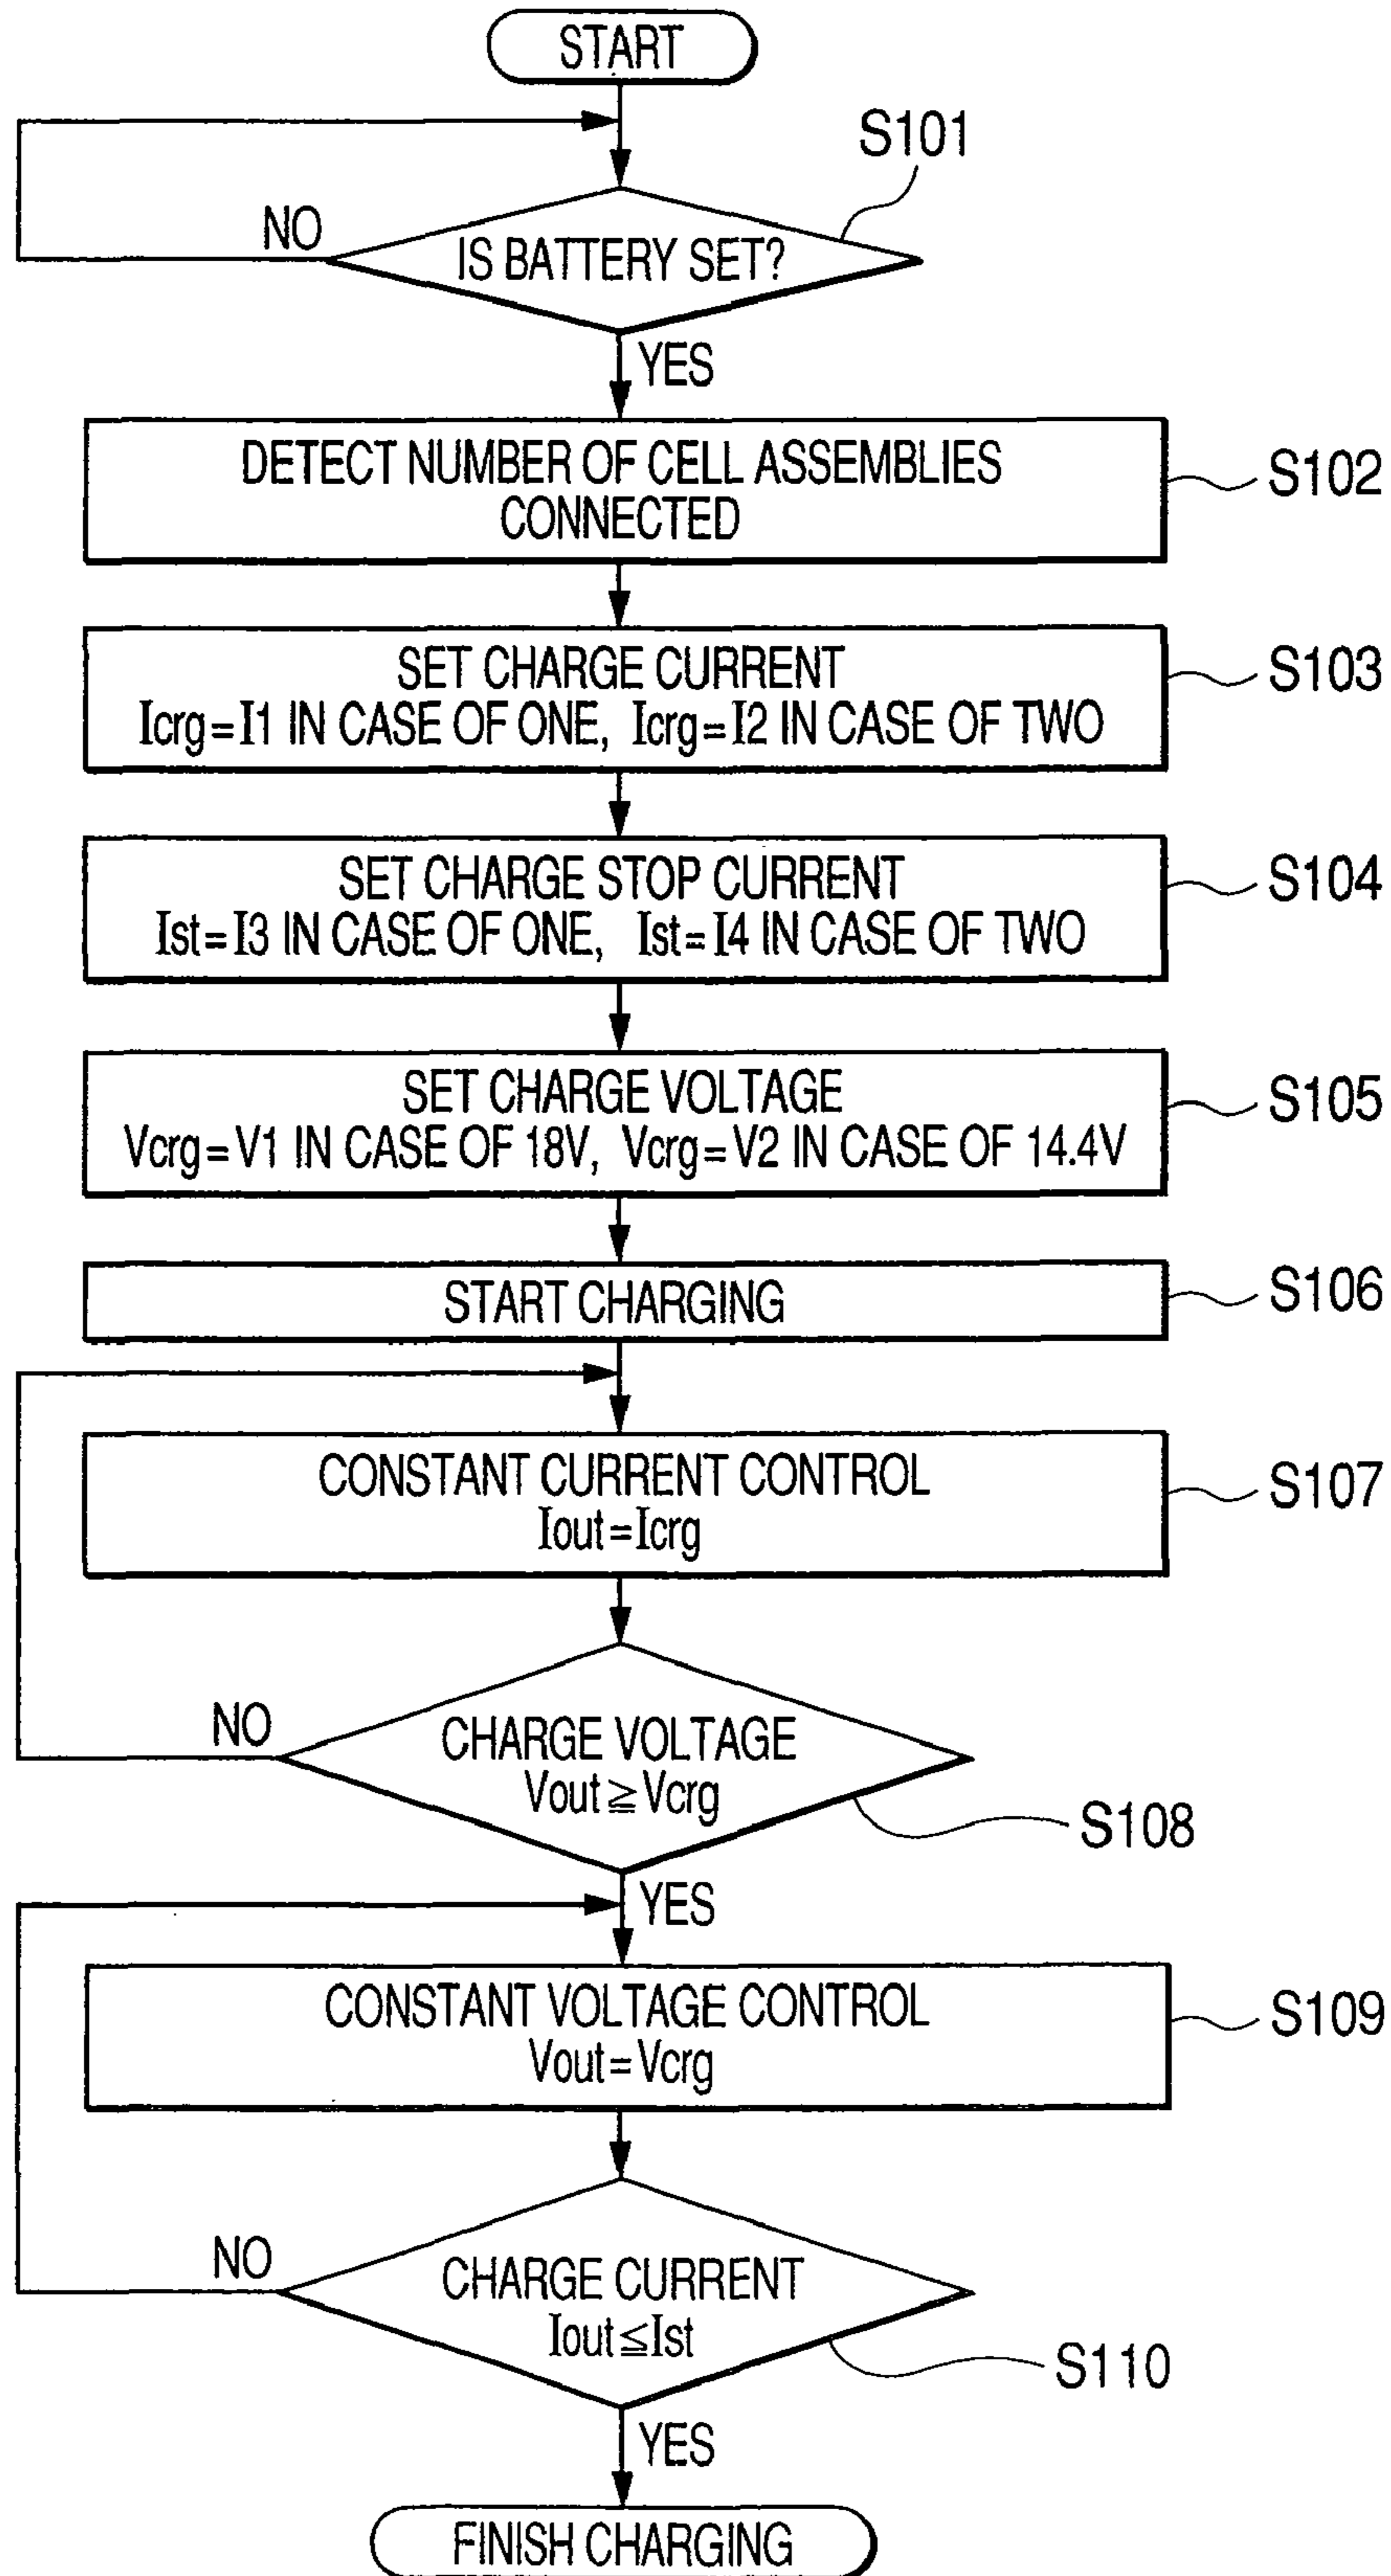 START
S101
NO
IS BATTERY SET?
YES
DETECT NUMBER OF CELL ASSEMBLIES
CONNECTED
S102
SET CHARGE CURRENT
Icrg=I1 IN CASE OF ONE, Icrg=I2 IN CASE OF TWO
S103
SET CHARGE STOP CURRENT
Ist=I3 IN CASE OF ONE, Ist=I4 IN CASE OF TWO
S104
SET CHARGE VOLTAGE
Vcrg=V1 IN CASE OF 18V, Vcrg=V2 IN CASE OF 14.4V
S105
START CHARGING
S106
CONSTANT CURRENT CONTROL
Iout=Icrg
S107
NO
CHARGE VOLTAGE
Vout≧Vcrg
S108
YES
CONSTANT VOLTAGE CONTROL
Vout=Vcrg
S109
NO
CHARGE CURRENT
Iout≦Ist
S110
YES
FINISH CHARGING